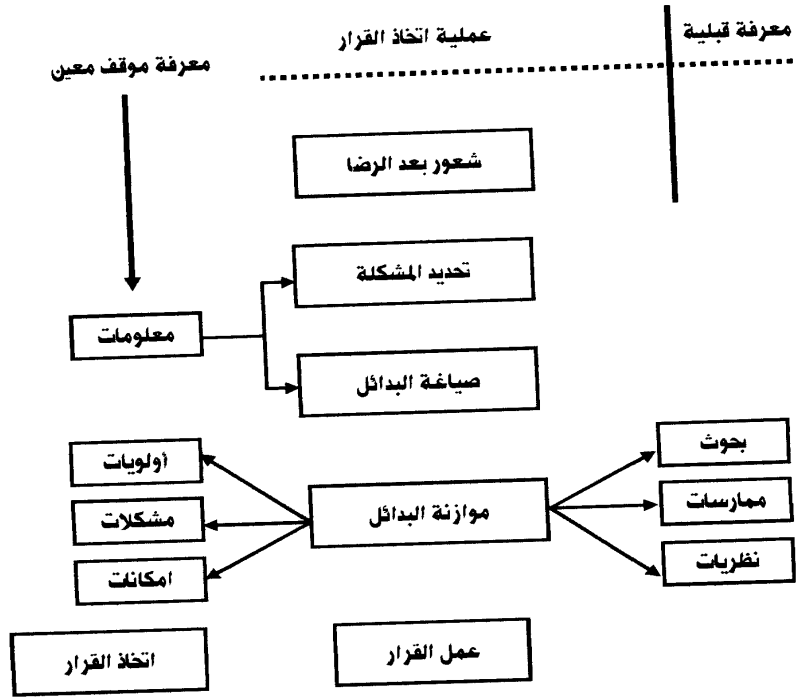 معرفة قبلية
عملية اتخاذ القرار
معرفة موقف معين
شعور بعد الرضا
تحديد المشكلة
معلومات
صياغة البدائل
بحوث
أولويات
موازنة البدائل
ممارسات
مشكلات
نظريات
امكانات
عمل القرار
اتخاذ القرار